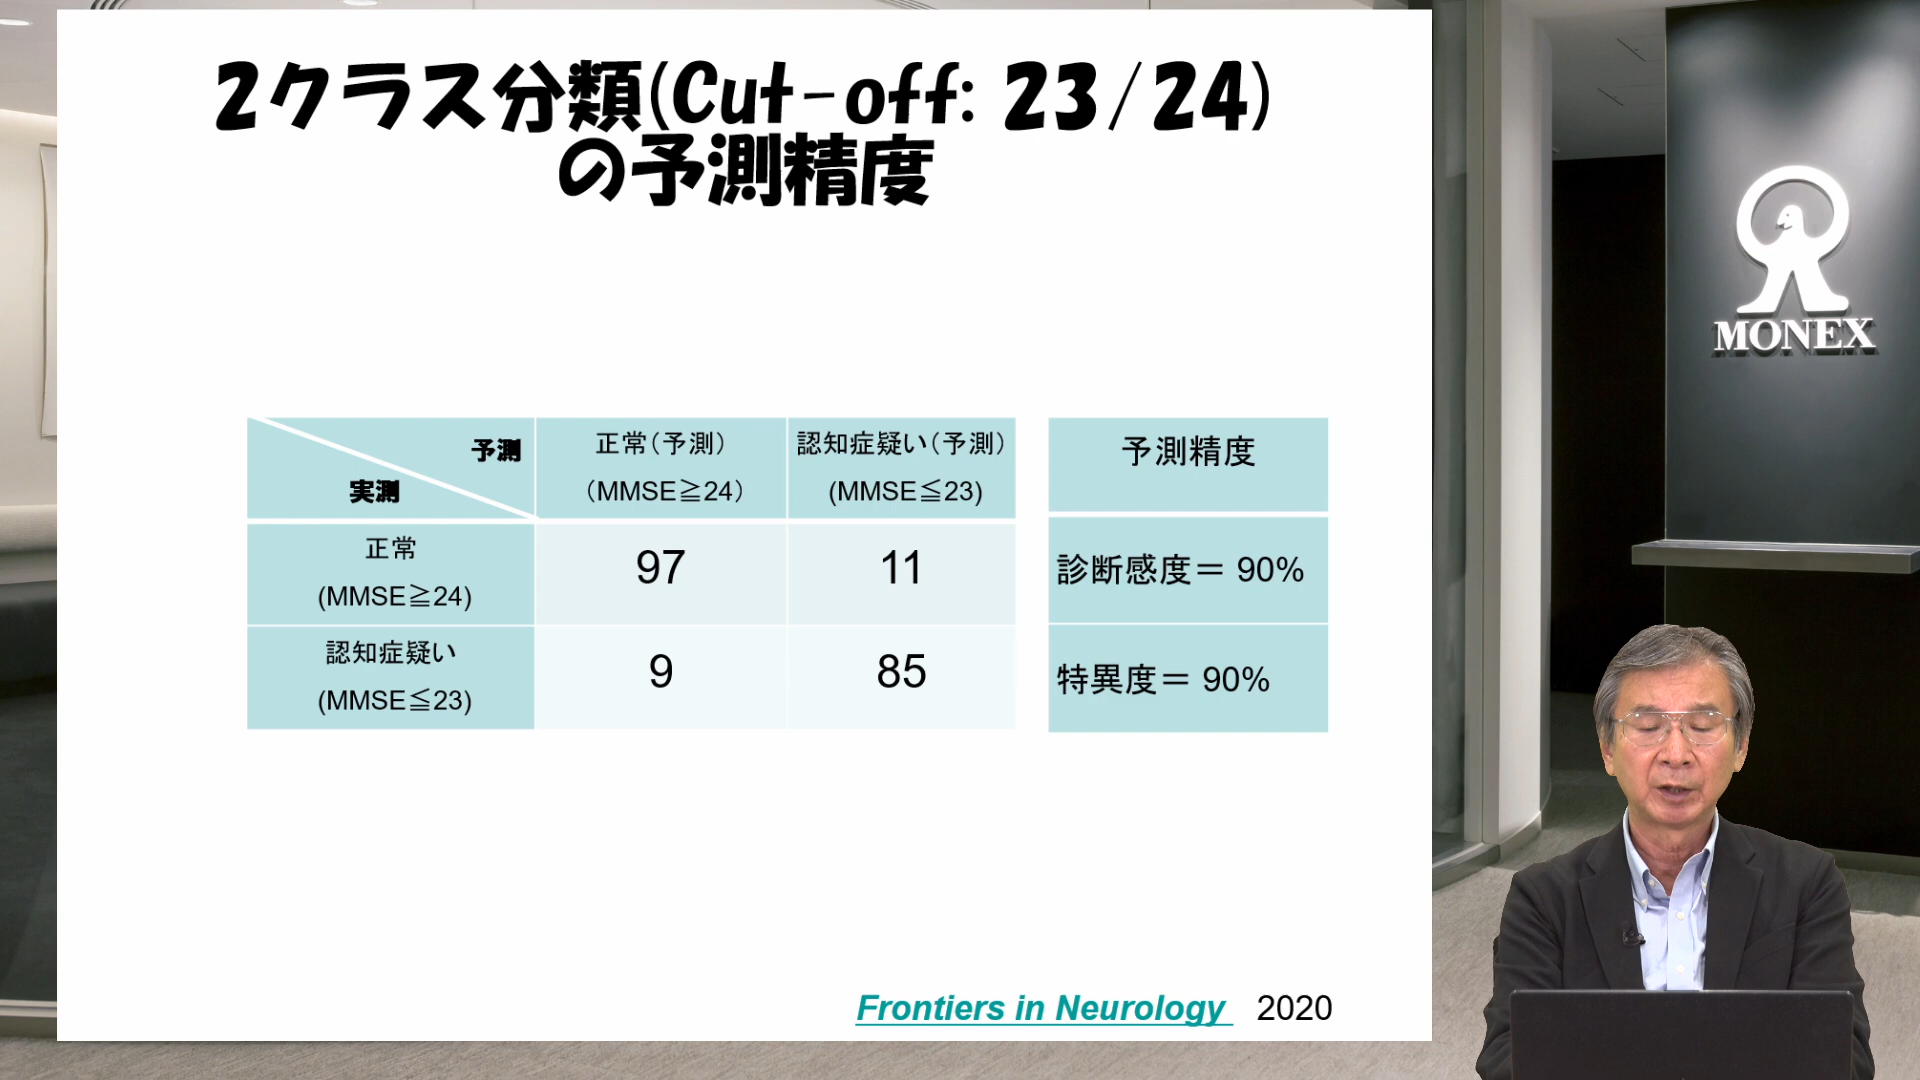 2クラス分類(Cut-off: 23/24)
の予測精度
予測
実測
正常(予測)
(MMSE≧24)
認知症疑い(予測)
(MMSE≦23)
正常
(MMSE≧24)
97
11
認知症疑い
(MMSE≦23)
9
85
予測精度
診断感度＝ 90%
特異度＝ 90%
Frontiers in Neurology 2020
MONEX